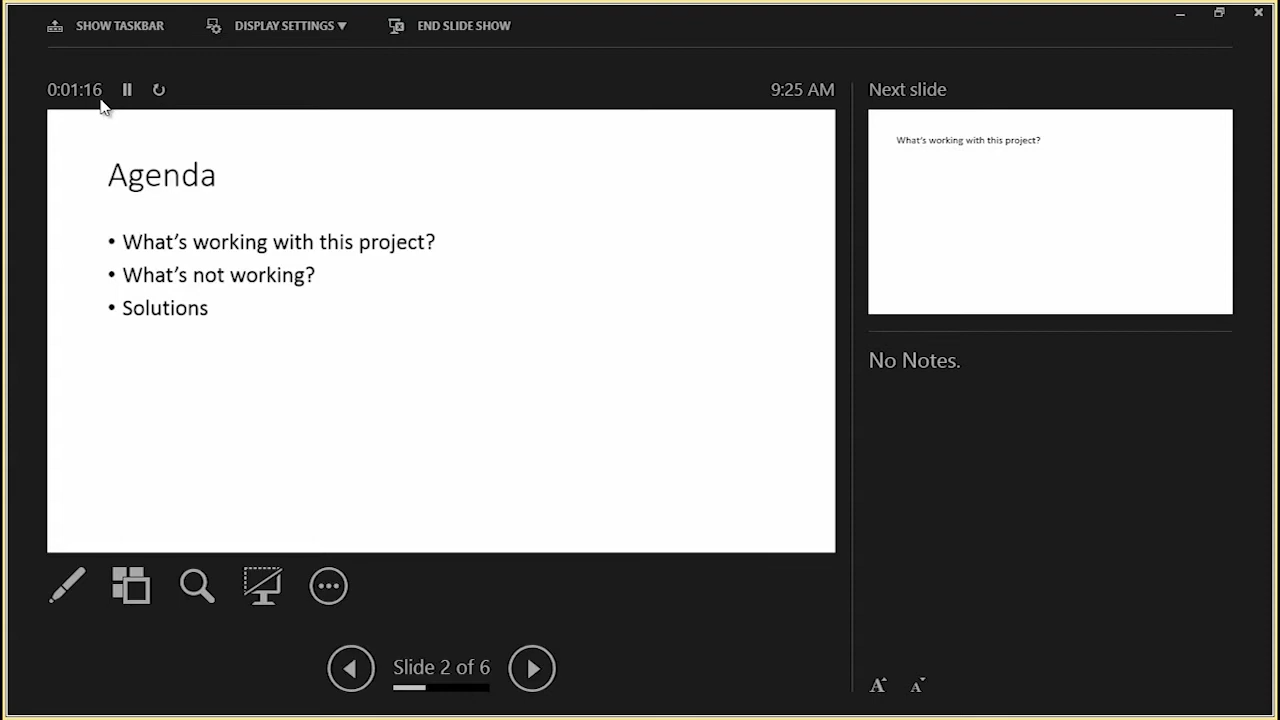 SHOW TASKBAR
DISPLAY SETTINGS ▼
END SLIDE SHOW
0:01:16
9:25 AM
Agenda
• What's working with this project?
• What's not working?
• Solutions
Next slide
What's working with this project?
No Notes.
Slide 2 of 6
A A